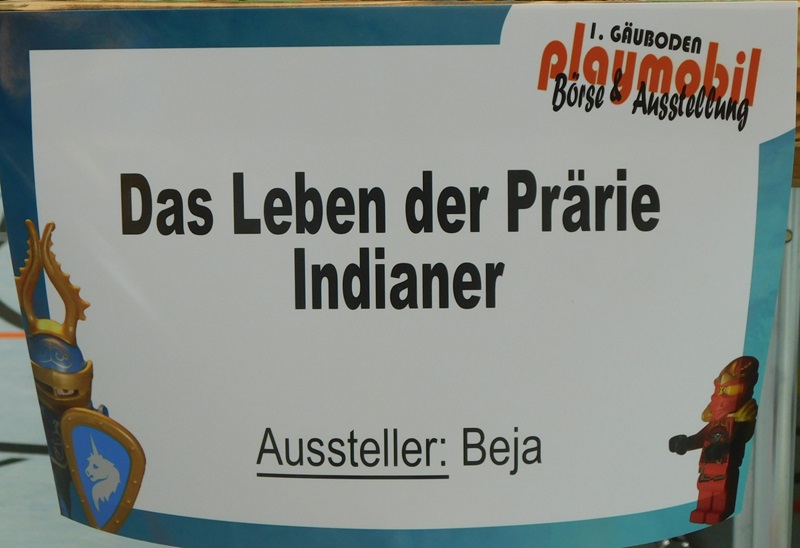 1. GÄUBODEN
playmobil
Börse & Ausstellung
Das Leben der Prärie
Indianer
Aussteller: Beja